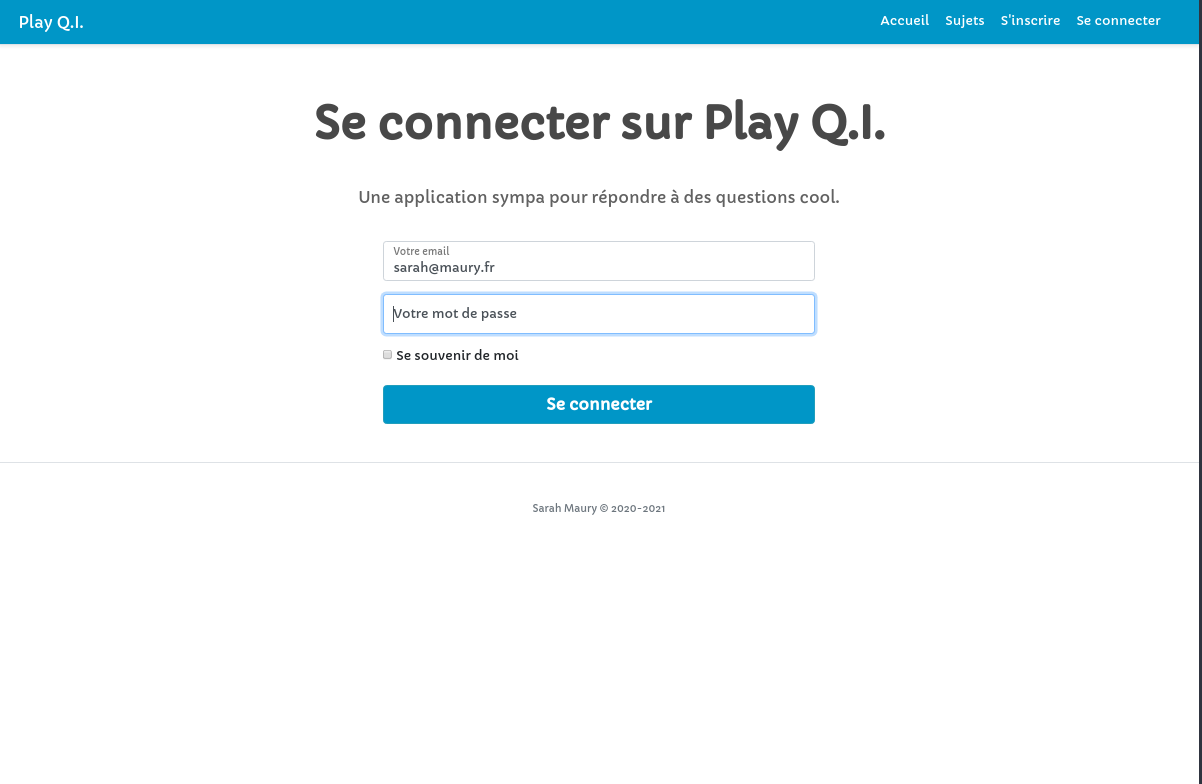 Play Q.I.
Accueil Sujets S'inscrire Se connecter
Se connecter sur Play Q.I.
Une application sympa pour répondre à des questions cool.
Votre email
sarah@maury.fr
Votre mot de passe
Se souvenir de moi
Se connecter
Sarah Maury © 2020-2021